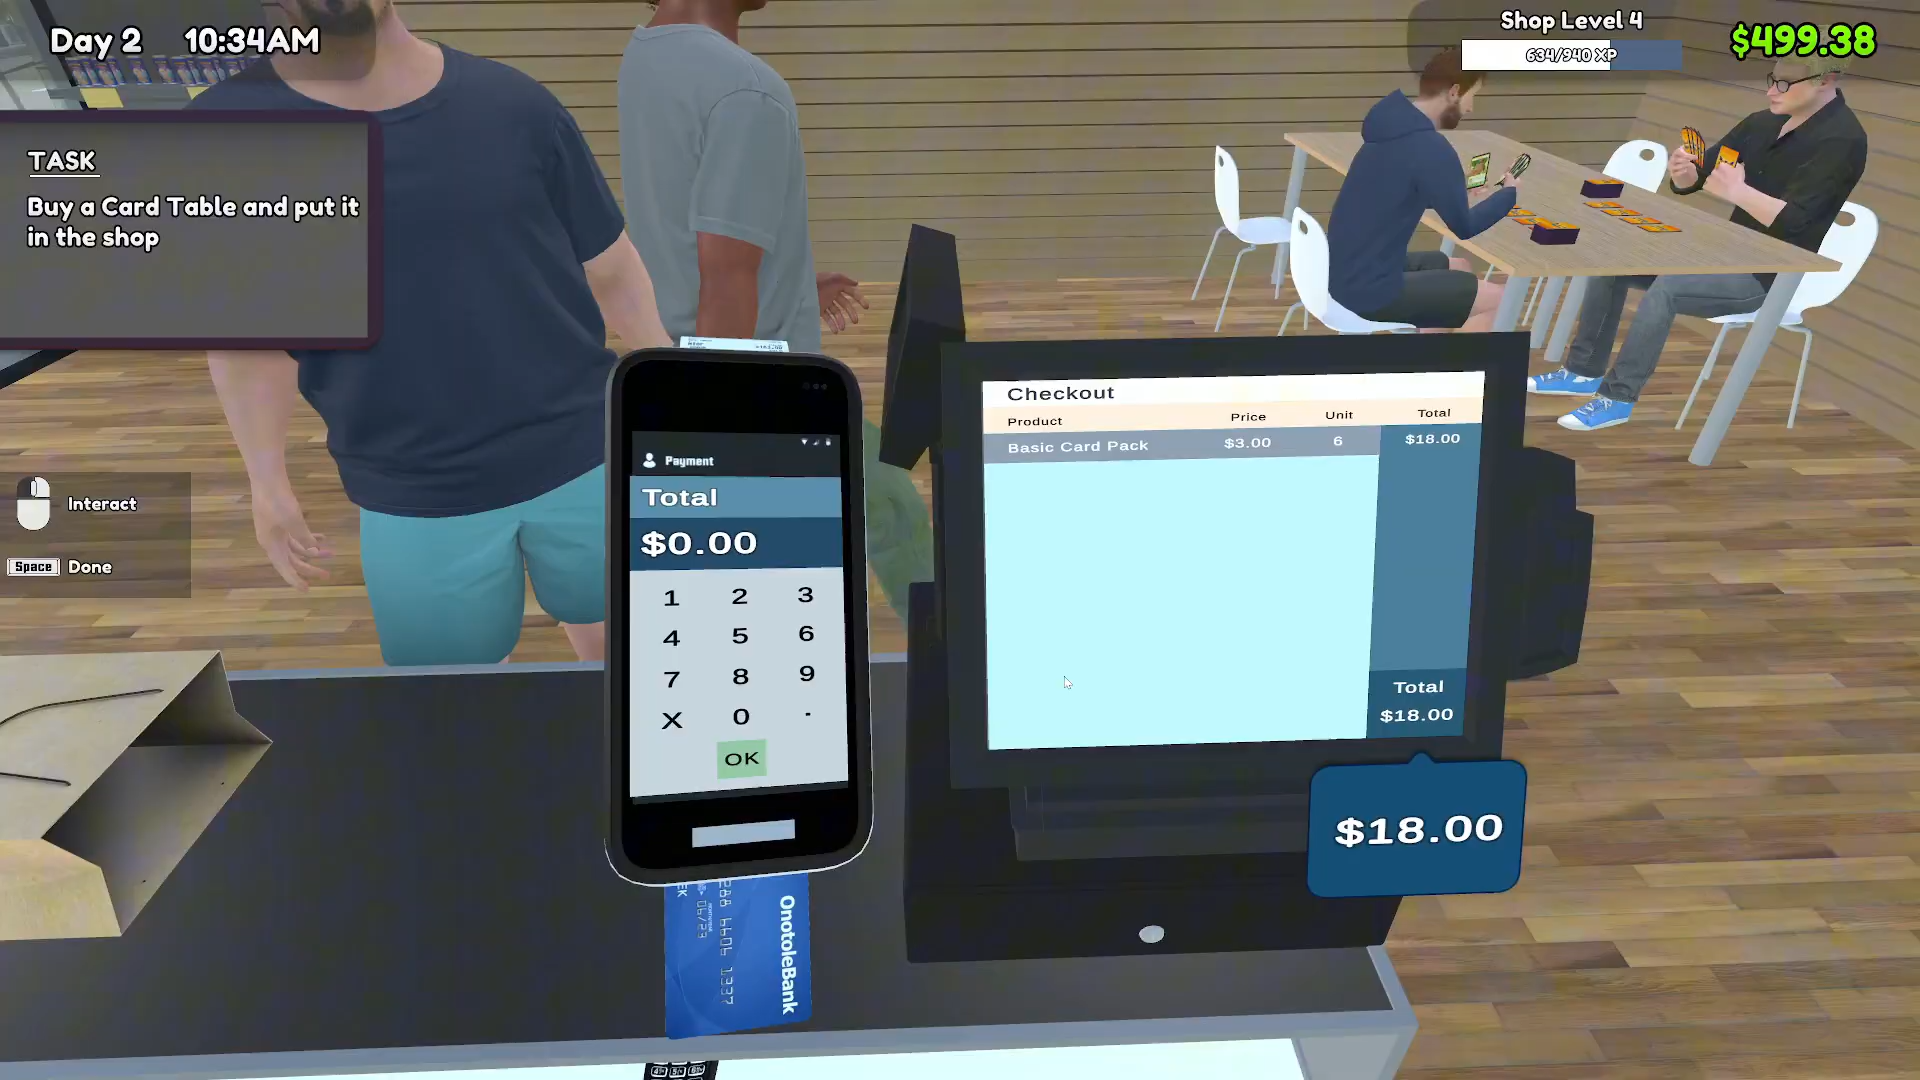 Day 2 10:34AM
Shop Level 4
634/940 XP
$499.38
TASK
Buy a Card Table and put it
in the shop
Interact
Space Done
Payment
Total
$0.00
1 2 3
4 5 6
7 8 9
X 0 .
OK
Checkout
Product Price Unit Total
Basic Card Pack $3.00 6 $18.00
Total
$18.00
$18.00
OnotoleBank